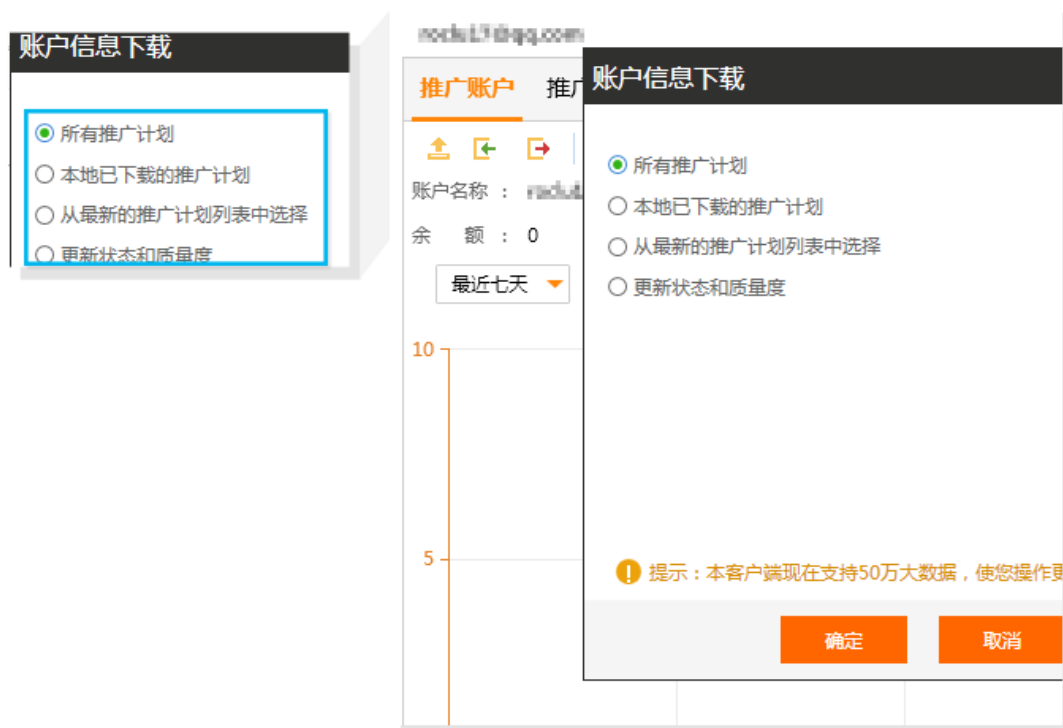 账户信息下载
所有推广计划
本地已下载的推广计划
从最新的推广计划列表中选择
更新状态和质量度
推广账户 推广
账户名称：
余 额：0
最近七天
10
5
账户信息下载
所有推广计划
本地已下载的推广计划
从最新的推广计划列表中选择
更新状态和质量度
提示：本客户端现在支持50万大数据，使您操作更
确定 取消